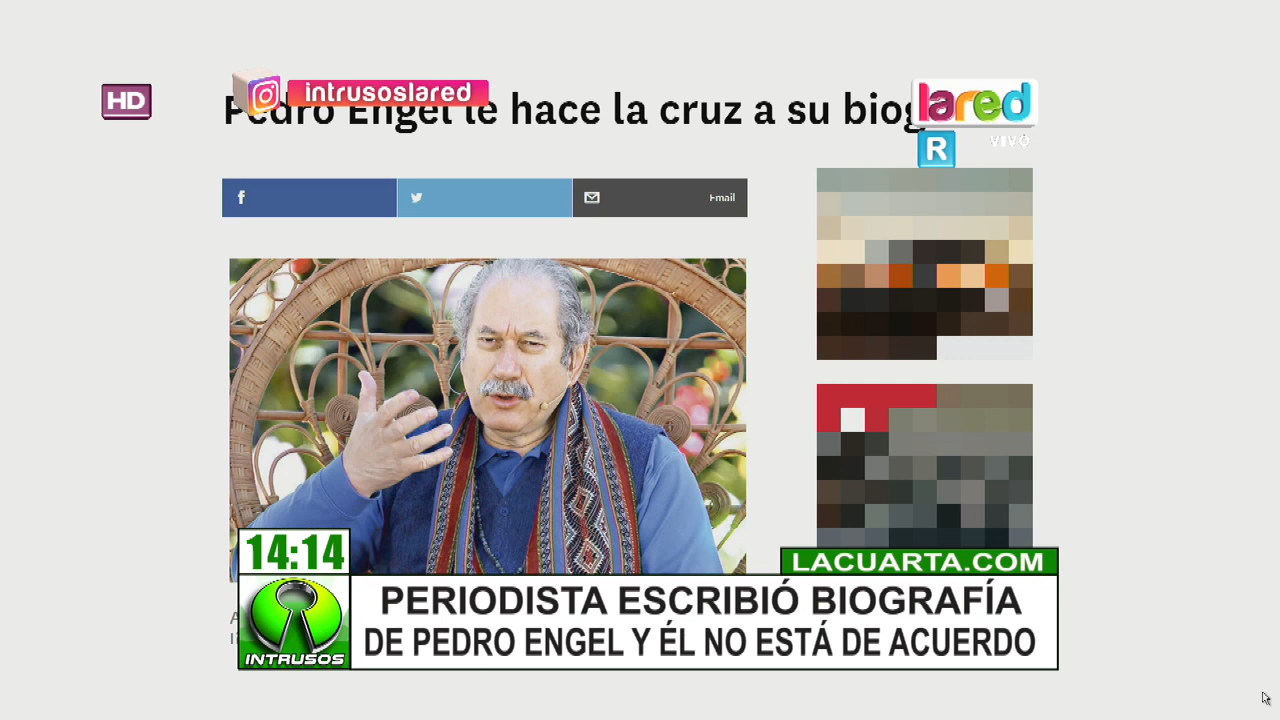 HD
intrusoslared
Pedro Engel le hace la cruz a su biog
lared
R
VIVO
f
Email
14:14
LACUARTA.COM
PERIODISTA ESCRIBIÓ BIOGRAFÍA
DE PEDRO ENGEL Y ÉL NO ESTÁ DE ACUERDO
INTRUSOS